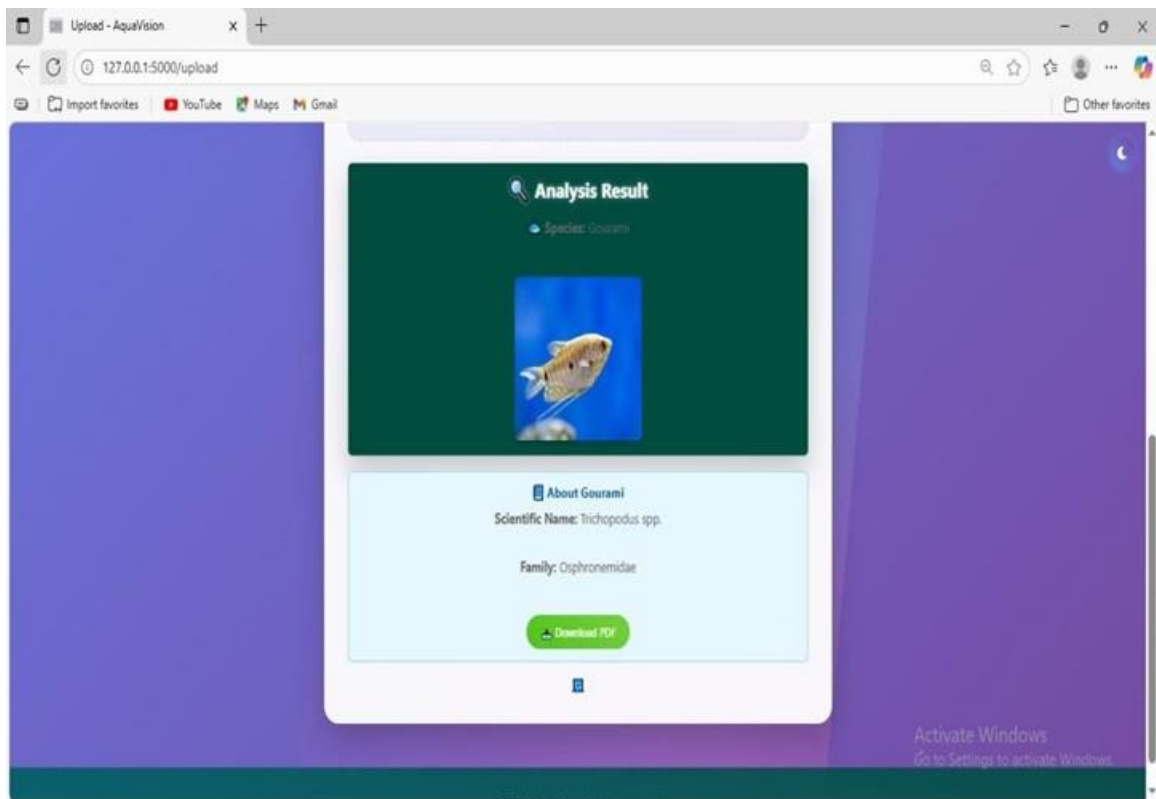 Upload - AquaVision
127.0.0.1:5000/upload
Import favorites YouTube Maps Gmail Other favorites
Analysis Result
Species: Gourami
About Gourami
Scientific Name: Trichopodus spp.
Family: Osphronemidae
Download PDF
Activate Windows
Go to Settings to activate Windows.